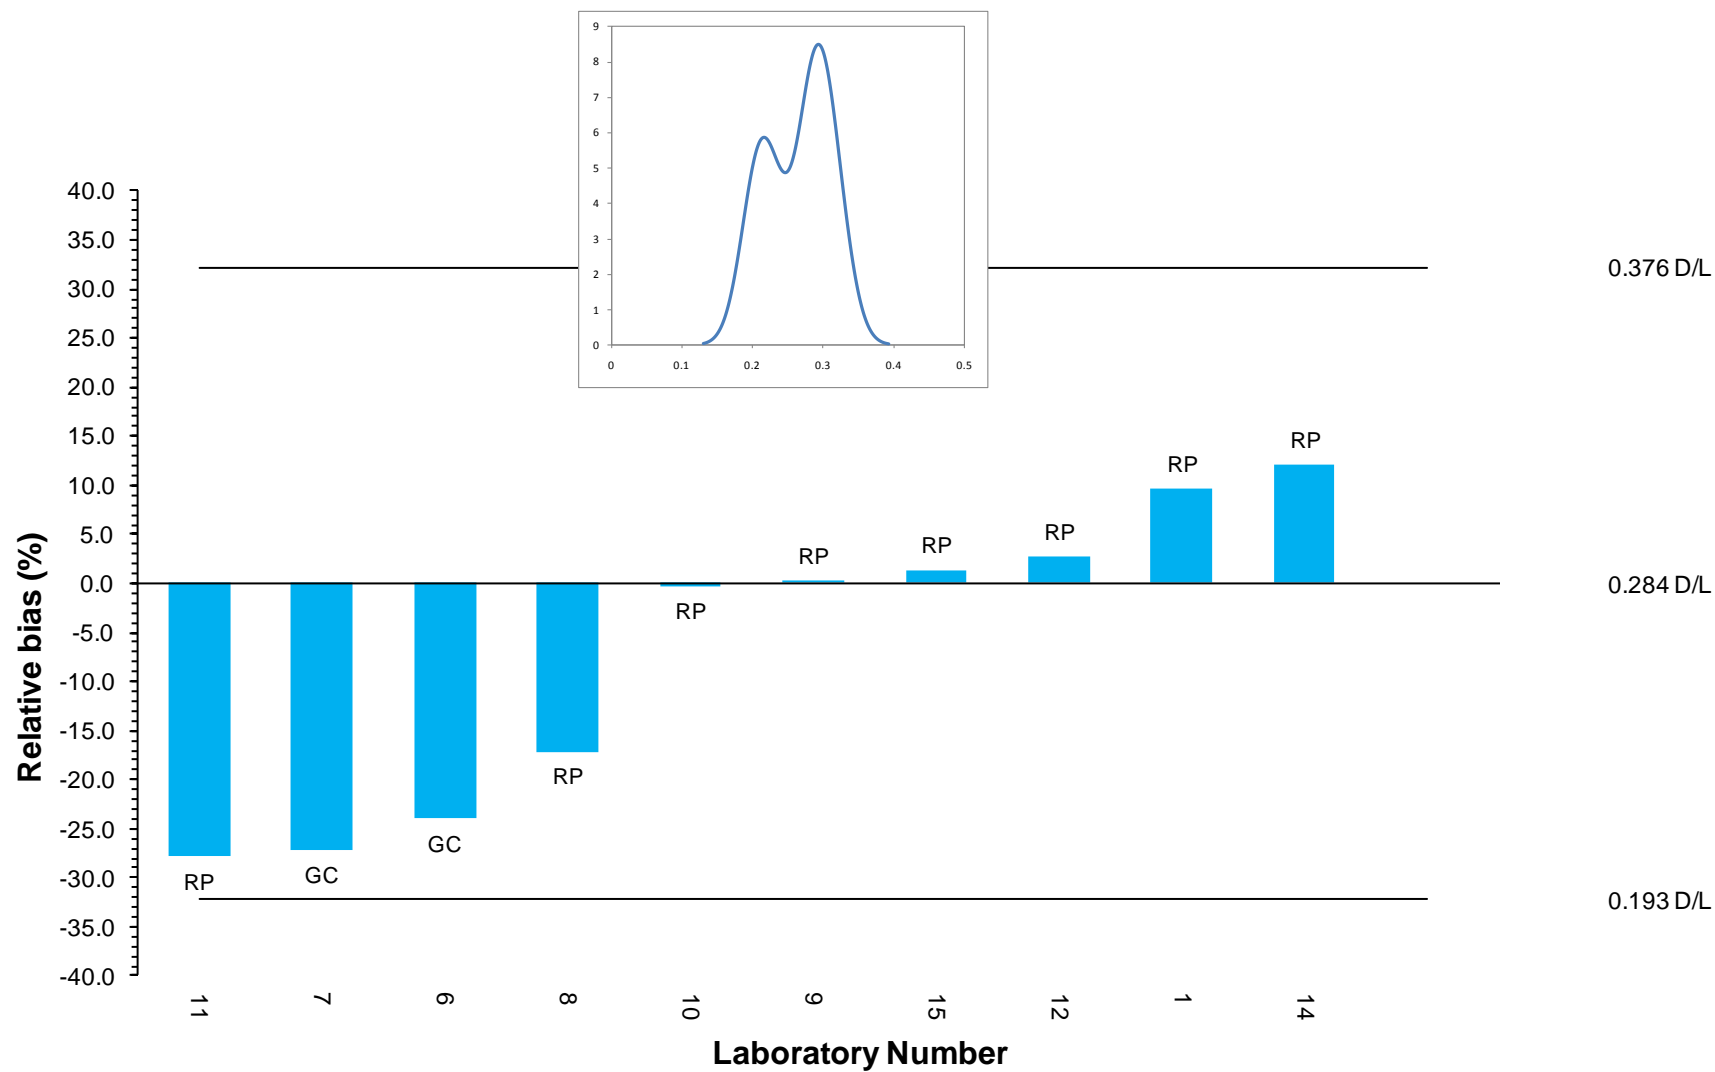 9
8
7
6
5
4
3
2
1
0
0 0.1 0.2 0.3 0.4 0.5
40.0
35.0
30.0
25.0
20.0
15.0
10.0
5.0
0.0
-5.0
-10.0
-15.0
-20.0
-25.0
-30.0
-35.0
-40.0
Relative bias (%)
0.376 D/L
0.284 D/L
0.193 D/L
RP
GC
GC
RP
RP
RP
RP
RP
RP
RP
11 7 6 8 10 9 15 12 1 14
Laboratory Number